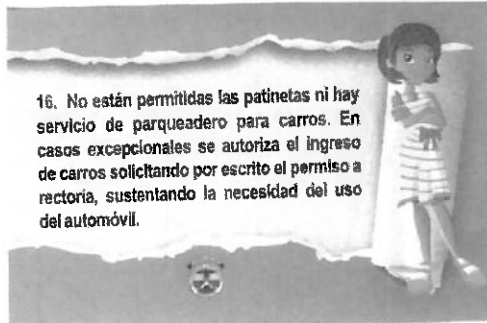 16. No están permitidas las patinetas ni hay
servicio de parqueadero para carros. En
casos excepcionales se autoriza el ingreso
de carros solicitando por escrito el permiso a
rectoría, sustentando la necesidad del uso
del automóvil.